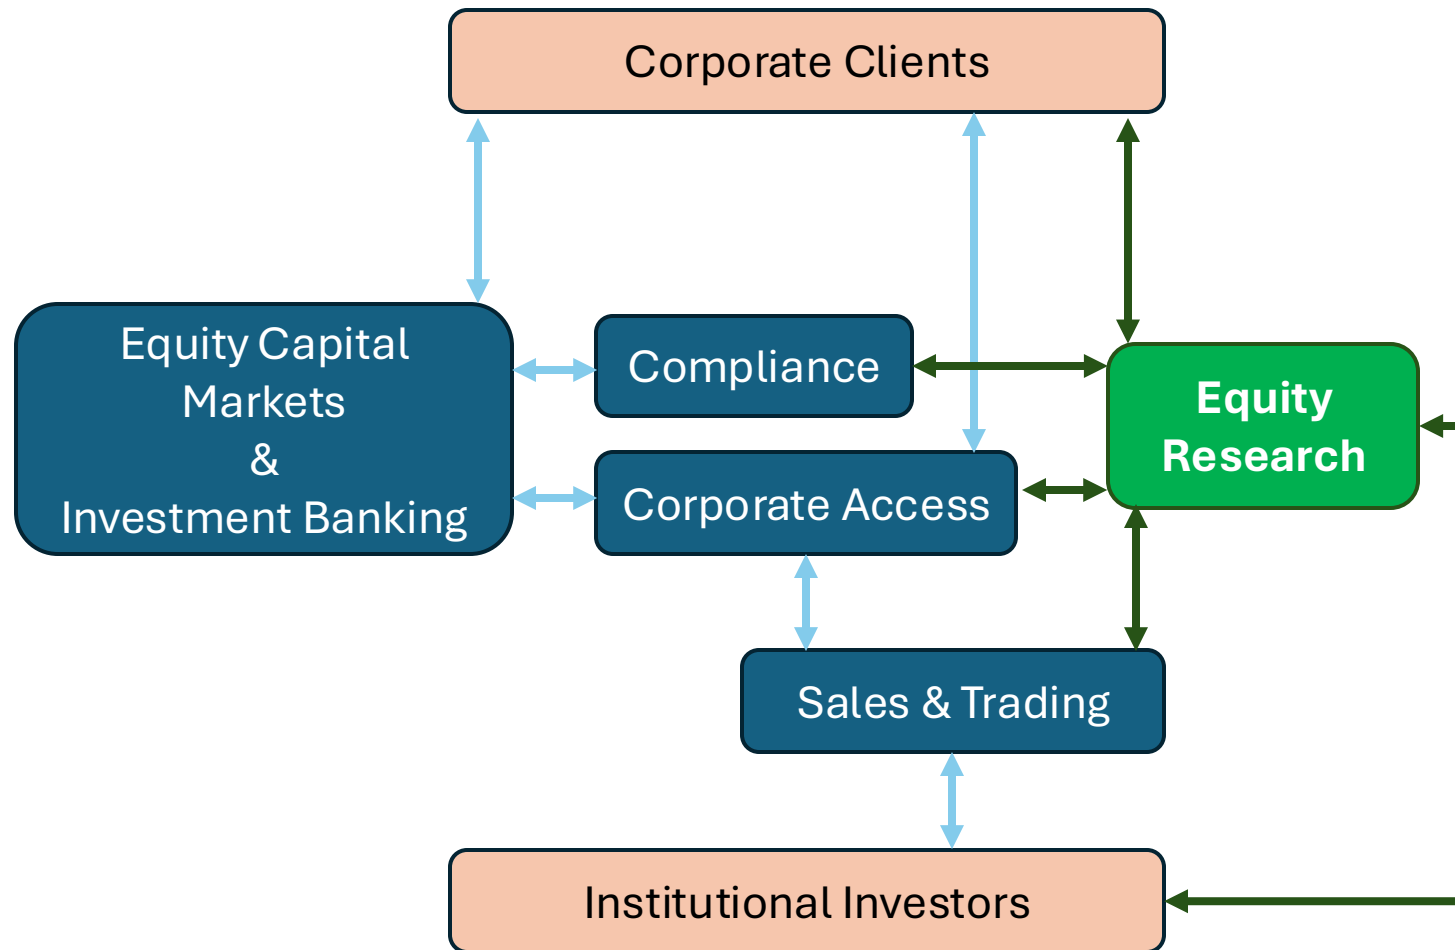 Corporate Clients
Equity Capital
Markets
&
Investment Banking
Compliance
Corporate Access
Equity
Research
Sales & Trading
Institutional Investors